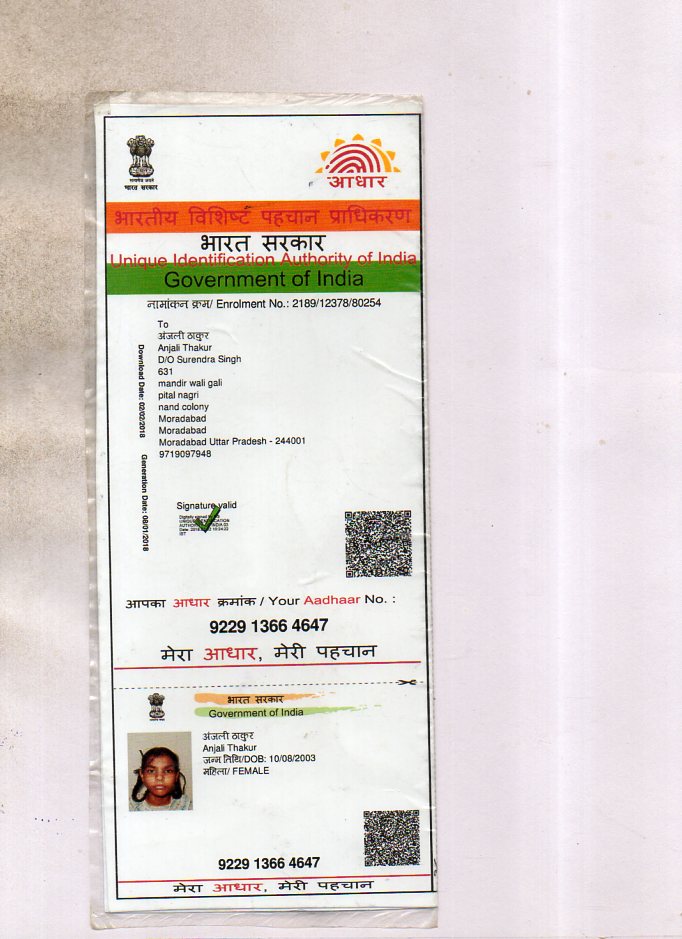 सत्यमेव जयते
भारत सरकार
आधार
भारतीय विशिष्ट पहचान प्राधिकरण
भारत सरकार
Unique Identification Authority of India
Government of India
नामांकन क्रम/ Enrolment No.: 2189/12378/80254
To
अंजली ठाकुर
Anjali Thakur
D/O Surendra Singh
631
mandir wali gali
pital nagri
nand colony
Moradabad
Moradabad
Moradabad Uttar Pradesh - 244001
9719097948
Download Date: 02/02/2018
Generation Date: 08/01/2018
Signature valid
आपका आधार क्रमांक / Your Aadhaar No. :
9229 1366 4647
मेरा आधार, मेरी पहचान
भारत सरकार
Government of India
अंजली ठाकुर
Anjali Thakur
जन्म तिथि/DOB: 10/08/2003
महिला/ FEMALE
9229 1366 4647
मेरा आधार, मेरी पहचान